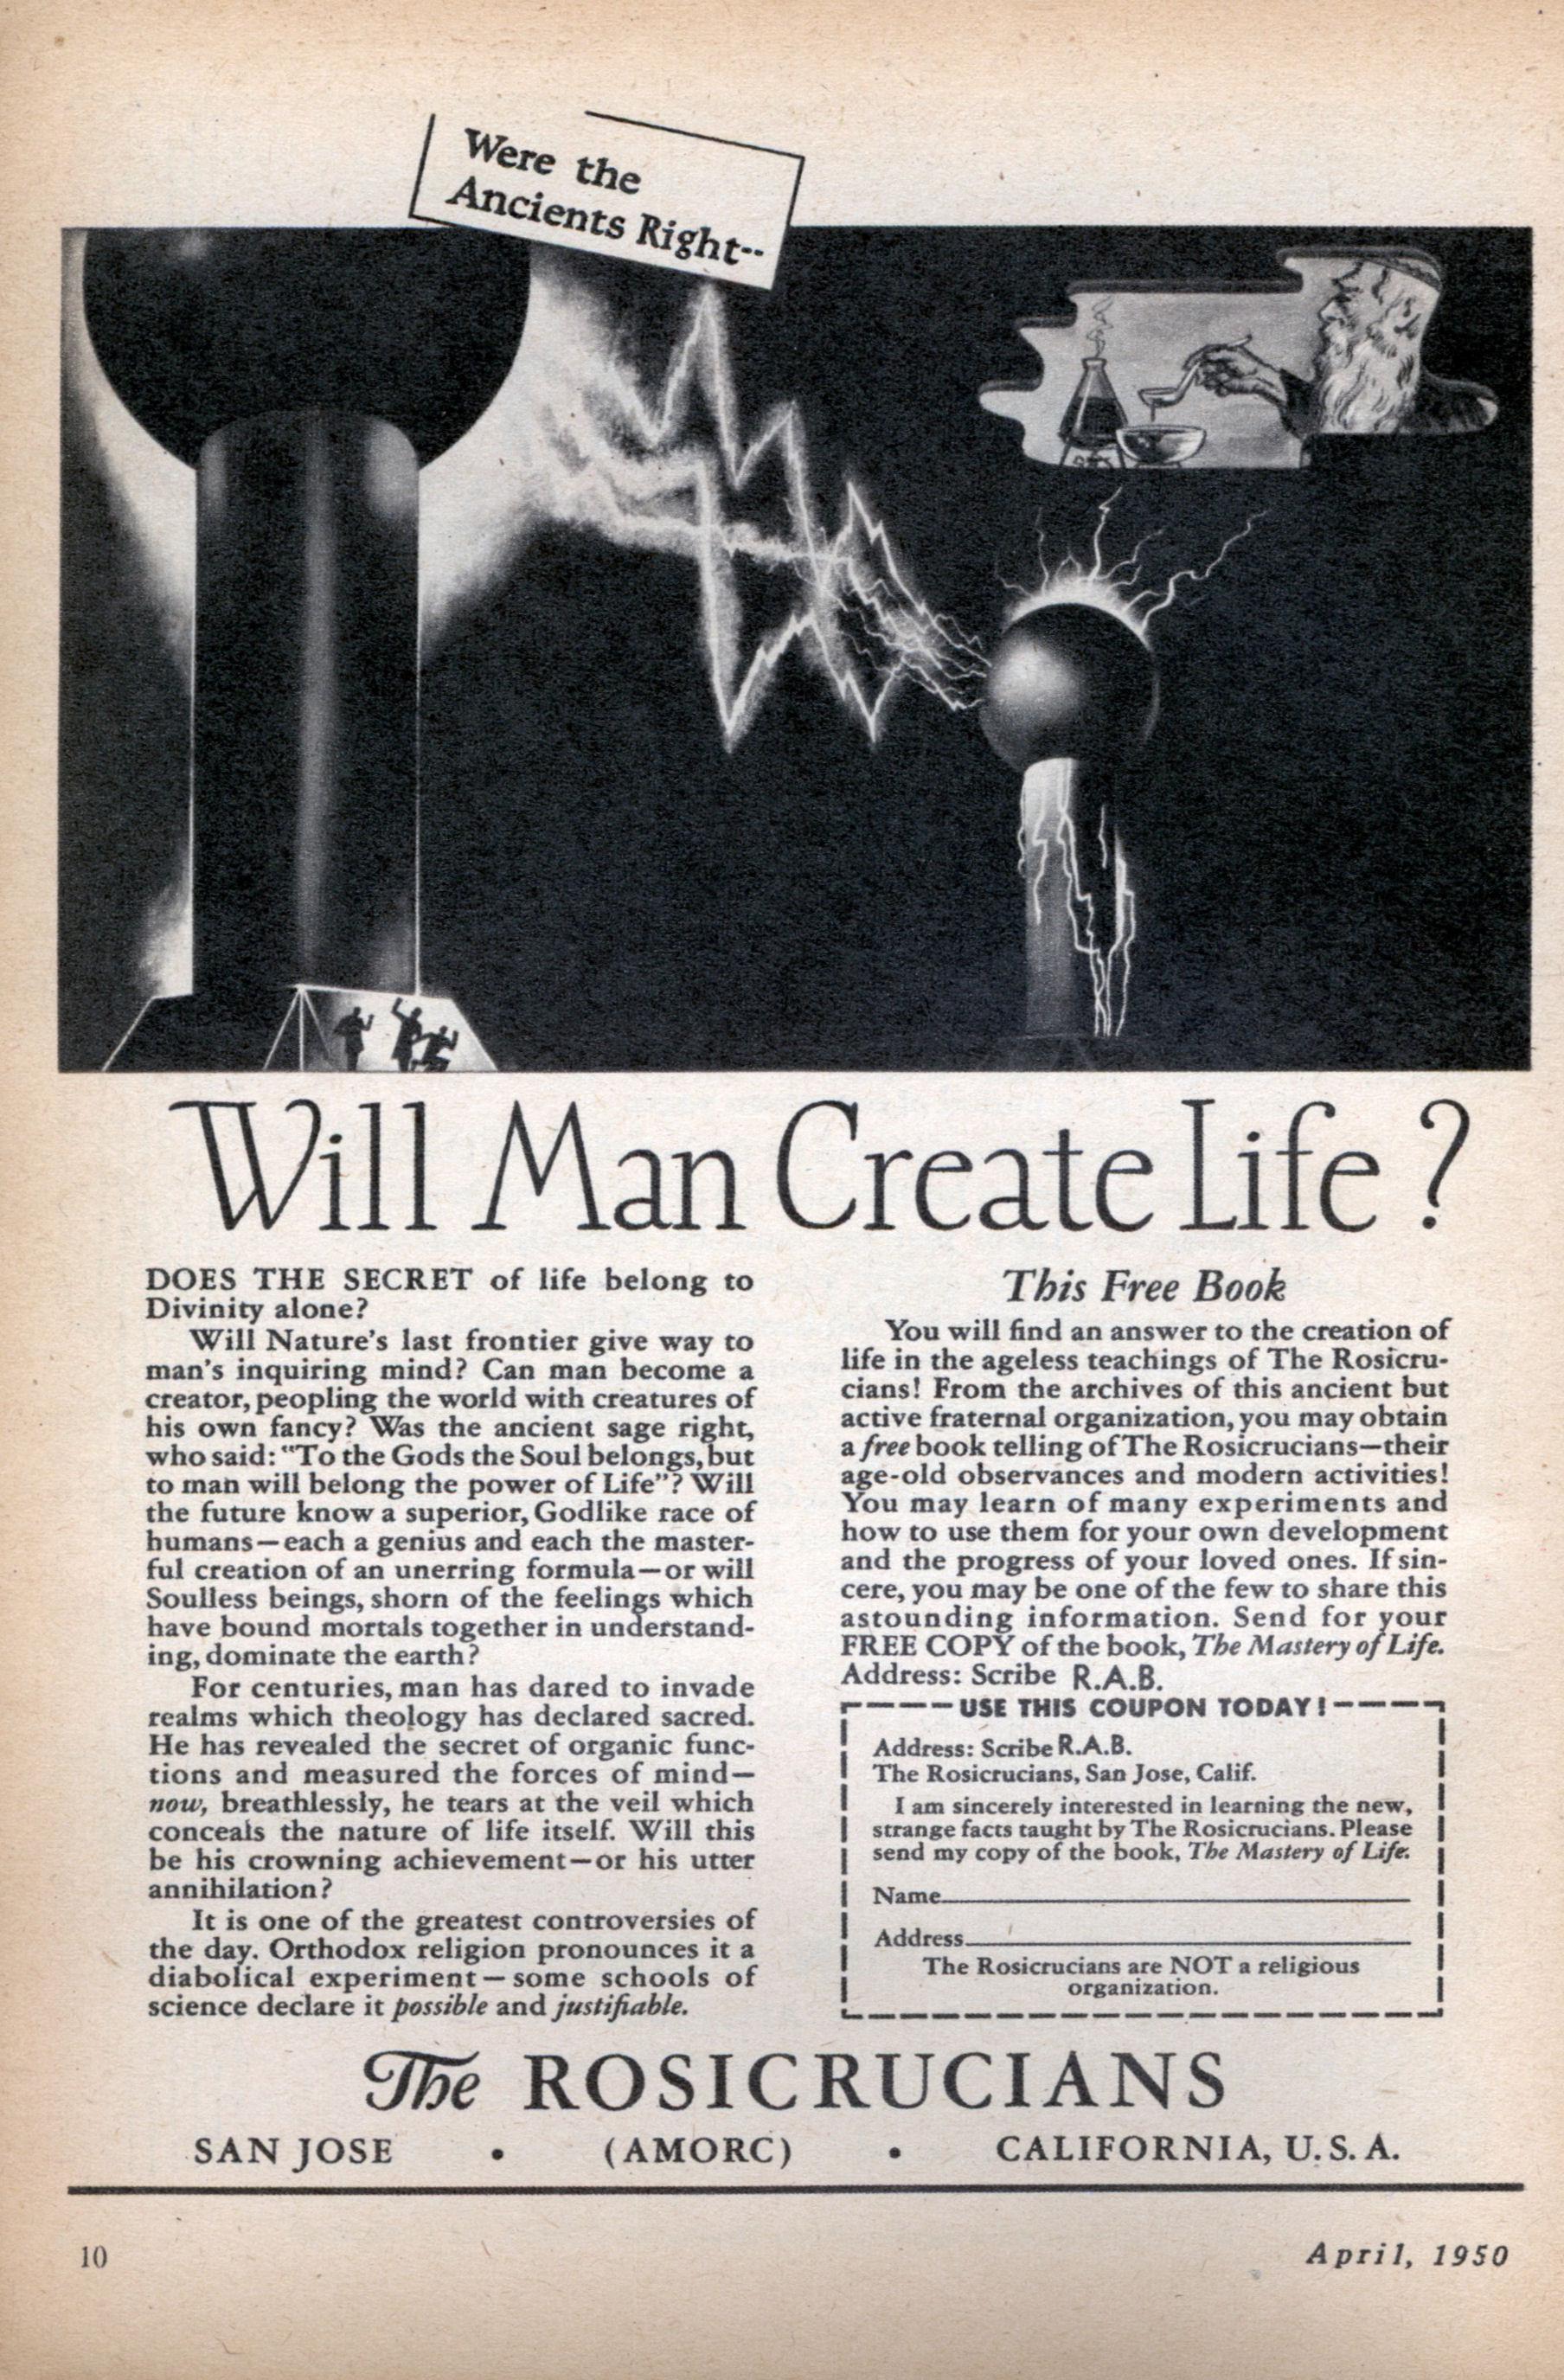 Were the
Ancients Right--
Will Man Create Life?
DOES THE SECRET of life belong to
Divinity alone?
Will Nature's last frontier give way to
man's inquiring mind? Can man become a
creator, peopling the world with creatures of
his own fancy? Was the ancient sage right,
who said: "To the Gods the Soul belongs, but
to man will belong the power of Life"? Will
the future know a superior, Godlike race of
humans—each a genius and each the master-
ful creation of an unerring formula—or will
Soulless beings, shorn of the feelings which
have bound mortals together in understand-
ing, dominate the earth?
For centuries, man has dared to invade
realms which theology has declared sacred.
He has revealed the secret of organic func-
tions and measured the forces of mind—
now, breathlessly, he tears at the veil which
conceals the nature of life itself. Will this
be his crowning achievement—or his utter
annihilation?
It is one of the greatest controversies of
the day. Orthodox religion pronounces it a
diabolical experiment—some schools of
science declare it possible and justifiable.
This Free Book
You will find an answer to the creation of
life in the ageless teachings of The Rosicru-
cians! From the archives of this ancient but
active fraternal organization, you may obtain
a free book telling of The Rosicrucians—their
age-old observances and modern activities!
You may learn of many experiments and
how to use them for your own development
and the progress of your loved ones. If sin-
cere, you may be one of the few to share this
astounding information. Send for your
FREE COPY of the book, The Mastery of Life.
Address: Scribe R.A.B.
USE THIS COUPON TODAY!
Address: Scribe R.A.B.
The Rosicrucians, San Jose, Calif.
I am sincerely interested in learning the new,
strange facts taught by The Rosicrucians. Please
send my copy of the book, The Mastery of Life.
Name
Address
The Rosicrucians are NOT a religious
organization.
The ROSICRUCIANS
SAN JOSE • (AMORC) • CALIFORNIA, U.S.A.
10
April, 1950